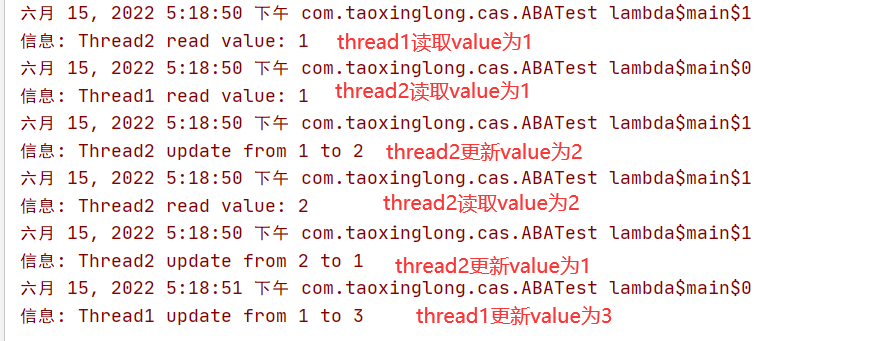 六月 15, 2022 5:18:50 下午 com.taoxinglong.cas.ABATest lambda$main$1
信息: Thread2 read value: 1 thread1读取value为1
六月 15, 2022 5:18:50 下午 com.taoxinglong.cas.ABATest lambda$main$0
信息: Thread1 read value: 1 thread2读取value为1
六月 15, 2022 5:18:50 下午 com.taoxinglong.cas.ABATest lambda$main$1
信息: Thread2 update from 1 to 2 thread2更新value为2
六月 15, 2022 5:18:50 下午 com.taoxinglong.cas.ABATest lambda$main$1
信息: Thread2 read value: 2 thread2读取value为2
六月 15, 2022 5:18:50 下午 com.taoxinglong.cas.ABATest lambda$main$1
信息: Thread2 update from 2 to 1 thread2更新value为1
六月 15, 2022 5:18:51 下午 com.taoxinglong.cas.ABATest lambda$main$0
信息: Thread1 update from 1 to 3 thread1更新value为3